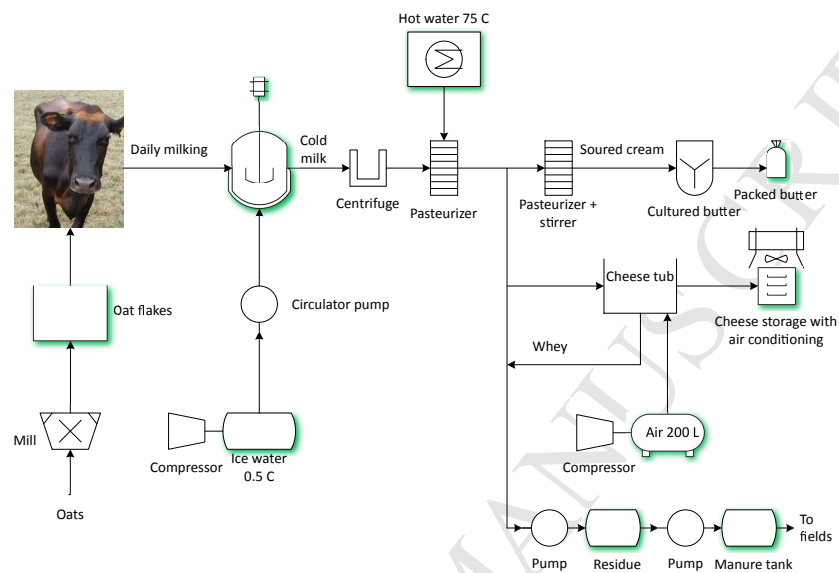 Hot water 75 C
Daily milking
Cold
milk
Soured cream
Centrifuge
Pasteurizer
Pasteurizer +
stirrer
Cultured butter
Packed butter
Oat flakes
Circulator pump
Cheese tub
Cheese storage with
air conditioning
Whey
Mill
Compressor
Ice water
0.5 C
Air 200 L
Compressor
Oats
To
fields
Pump
Residue
Pump
Manure tank
MANUSCRIP